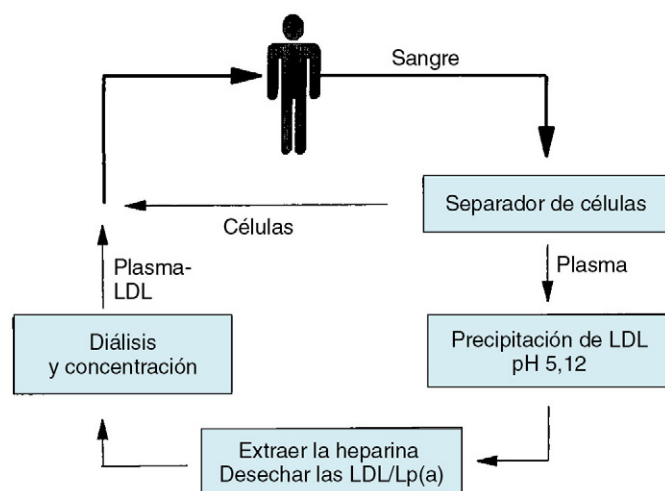 Sangre
Separador de células
Células
Plasma
Plasma-
LDL
Precipitación de LDL
pH 5,12
Diálisis
y concentración
Extraer la heparina
Desechar las LDL/Lp(a)